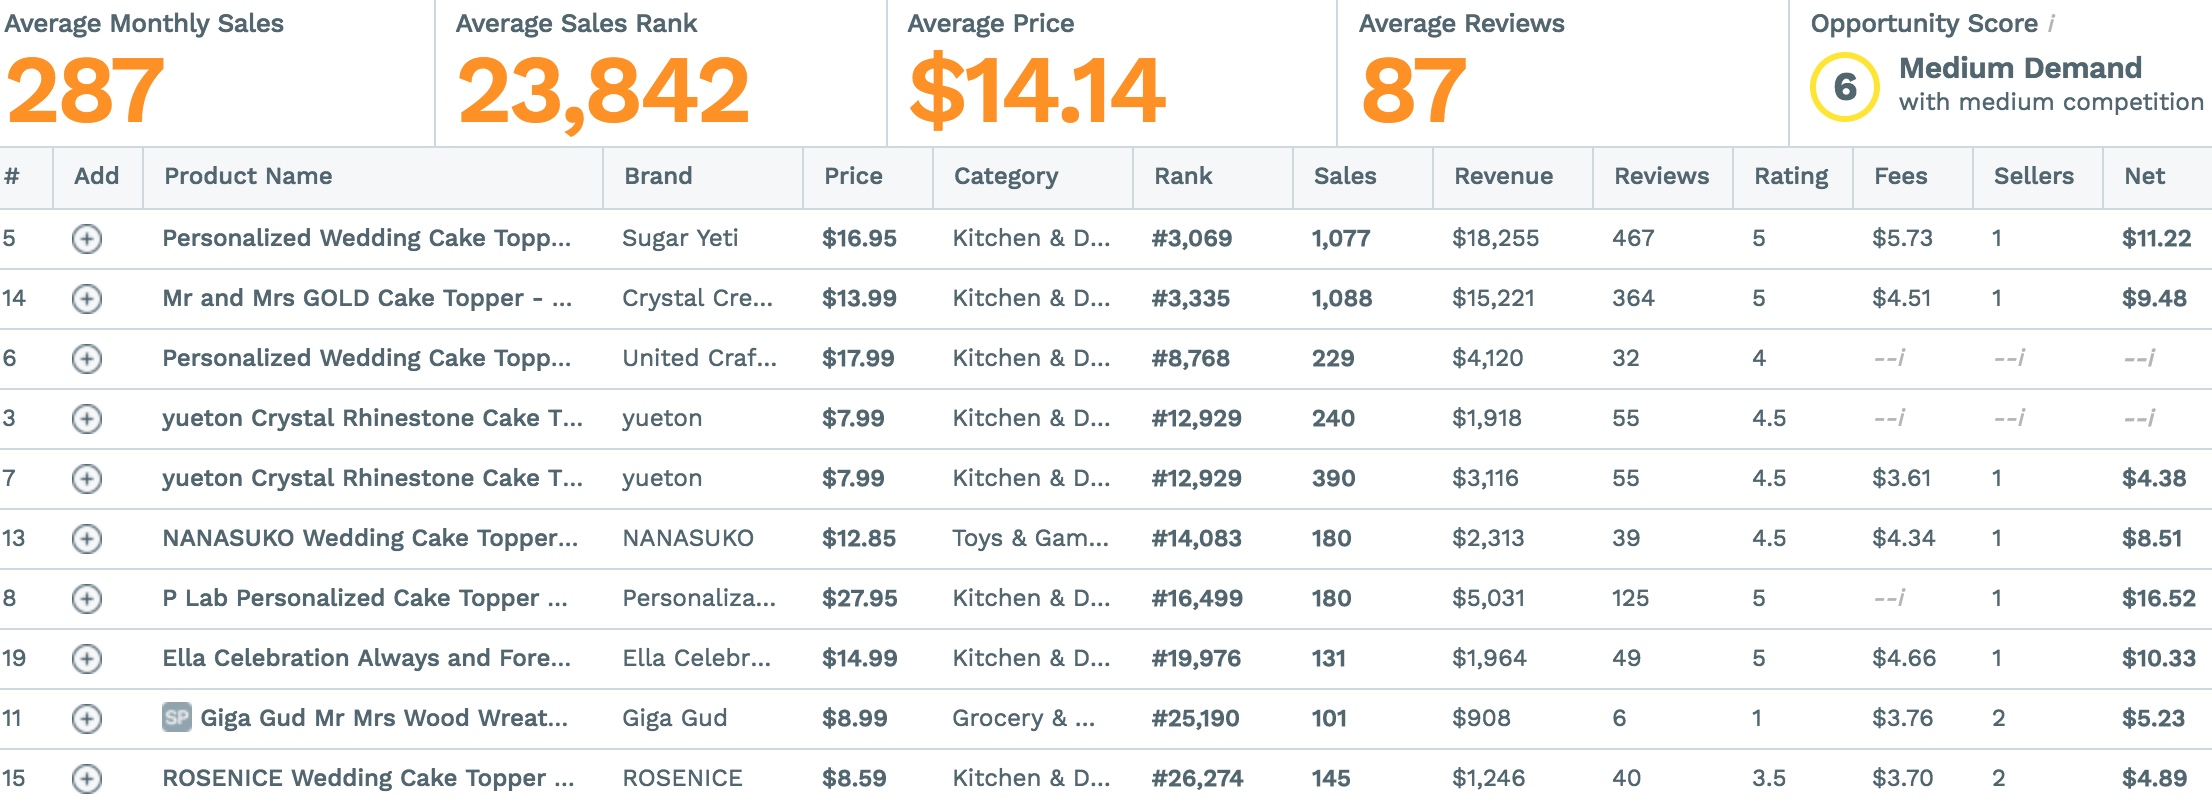 Average Monthly Sales
287
Average Sales Rank
23,842
Average Price
$14.14
Average Reviews
87
Opportunity Score i
6
Medium Demand
with medium competition
# Add Product Name Brand Price Category Rank Sales Revenue Reviews Rating Fees Sellers Net
5 Personalized Wedding Cake Topp... Sugar Yeti $16.95 Kitchen & D... #3,069 1,077 $18,255 467 5 $5.73 1 $11.22
14 Mr and Mrs GOLD Cake Topper - ... Crystal Cre... $13.99 Kitchen & D... #3,335 1,088 $15,221 364 5 $4.51 1 $9.48
6 Personalized Wedding Cake Topp... United Craf... $17.99 Kitchen & D... #8,768 229 $4,120 32 4 --i --i --i
3 yueton Crystal Rhinestone Cake T... yueton $7.99 Kitchen & D... #12,929 240 $1,918 55 4.5 --i --i --i
7 yueton Crystal Rhinestone Cake T... yueton $7.99 Kitchen & D... #12,929 390 $3,116 55 4.5 $3.61 1 $4.38
13 NANASUKO Wedding Cake Topper... NANASUKO $12.85 Toys & Gam... #14,083 180 $2,313 39 4.5 $4.34 1 $8.51
8 P Lab Personalized Cake Topper ... Personaliza... $27.95 Kitchen & D... #16,499 180 $5,031 125 5 --i 1 $16.52
19 Ella Celebration Always and Fore... Ella Celebr... $14.99 Kitchen & D... #19,976 131 $1,964 49 5 $4.66 1 $10.33
11 SP Giga Gud Mr Mrs Wood Wreat... Giga Gud $8.99 Grocery & ... #25,190 101 $908 6 1 $3.76 2 $5.23
15 ROSENICE Wedding Cake Topper ... ROSENICE $8.59 Kitchen & D... #26,274 145 $1,246 40 3.5 $3.70 2 $4.89